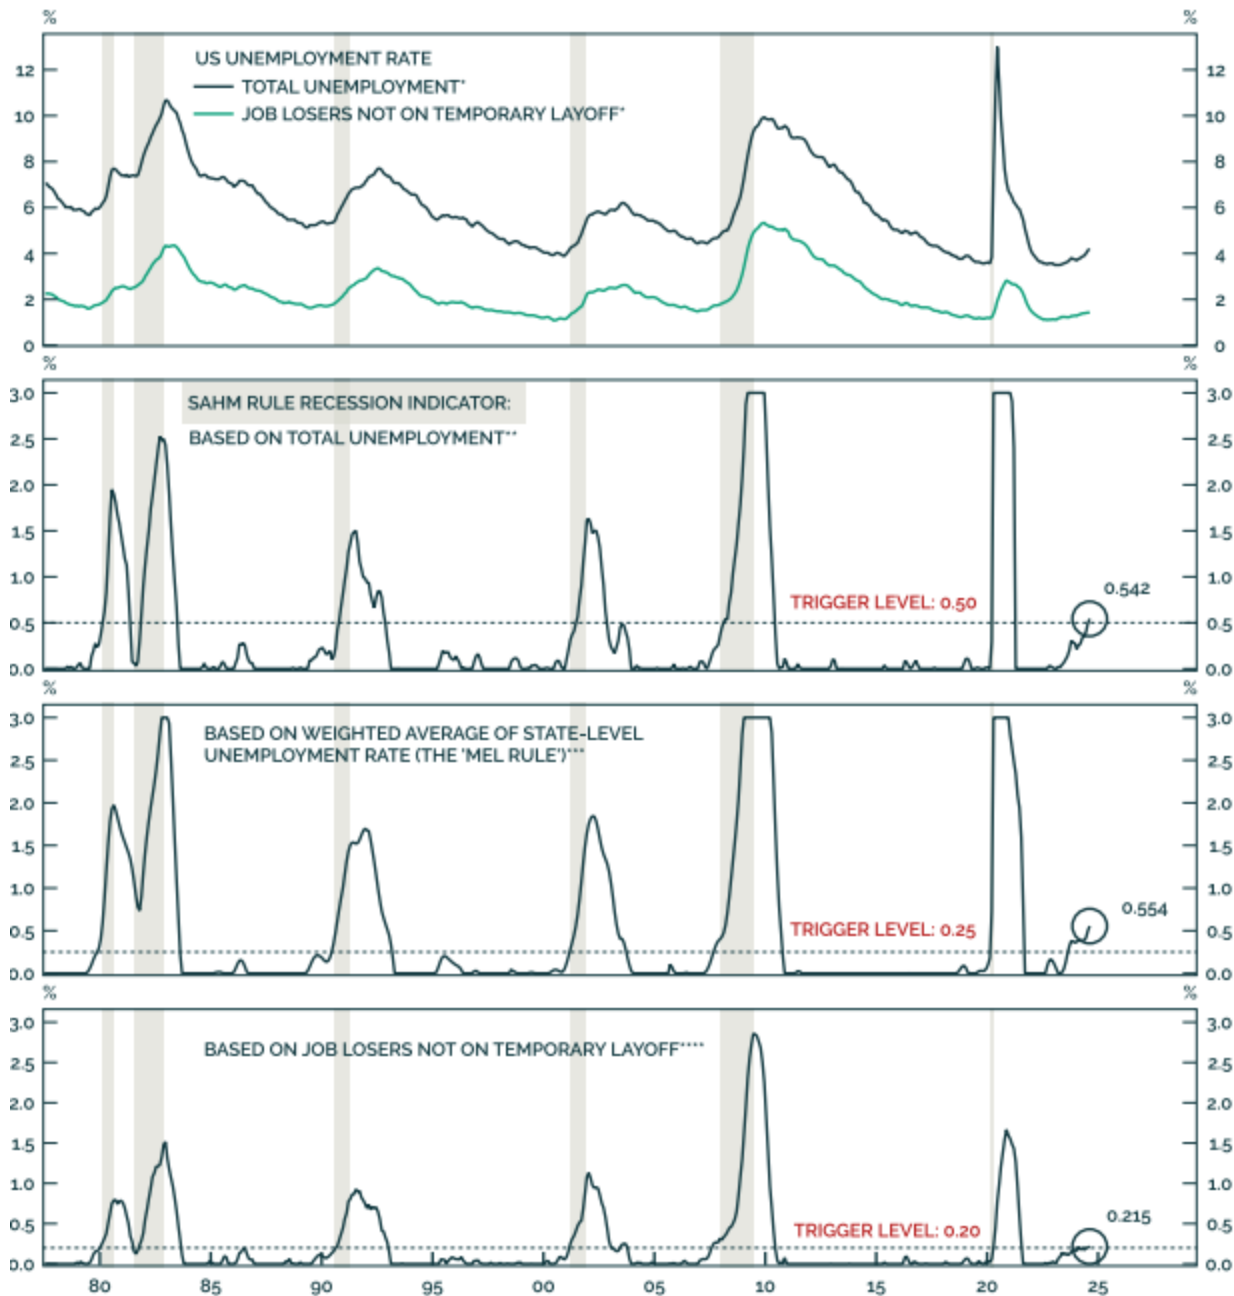 % %
US UNEMPLOYMENT RATE
TOTAL UNEMPLOYMENT*
JOB LOSERS NOT ON TEMPORARY LAYOFF*
12 12
10 10
8 8
6 6
4 4
2 2
0 0
% %
SAHM RULE RECESSION INDICATOR:
BASED ON TOTAL UNEMPLOYMENT**
3.0 3.0
2.5 2.5
2.0 2.0
1.5 1.5
1.0 1.0
0.5 0.5
0.0 0.0
TRIGGER LEVEL: 0.50
0.542
% %
BASED ON WEIGHTED AVERAGE OF STATE-LEVEL
UNEMPLOYMENT RATE (THE 'MEL RULE')***
3.0 3.0
2.5 2.5
2.0 2.0
1.5 1.5
1.0 1.0
0.5 0.5
0.0 0.0
TRIGGER LEVEL: 0.25
0.554
% %
BASED ON JOB LOSERS NOT ON TEMPORARY LAYOFF****
3.0 3.0
2.5 2.5
2.0 2.0
1.5 1.5
1.0 1.0
0.5 0.5
0.0 0.0
TRIGGER LEVEL: 0.20
0.215
80 85 90 95 00 05 10 15 20 25